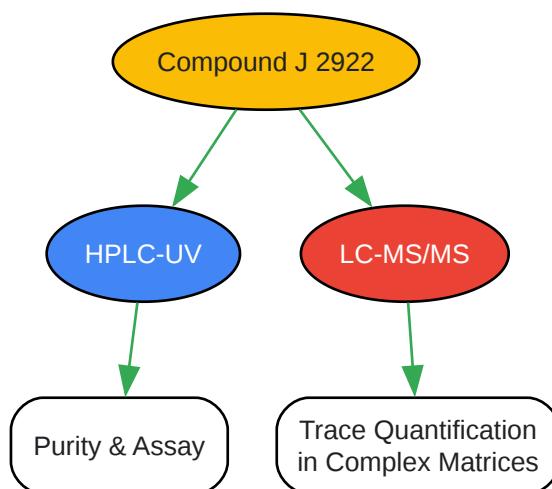 Compound J 2922
HPLC-UV
LC-MS/MS
Purity & Assay
Trace Quantification
in Complex Matrices